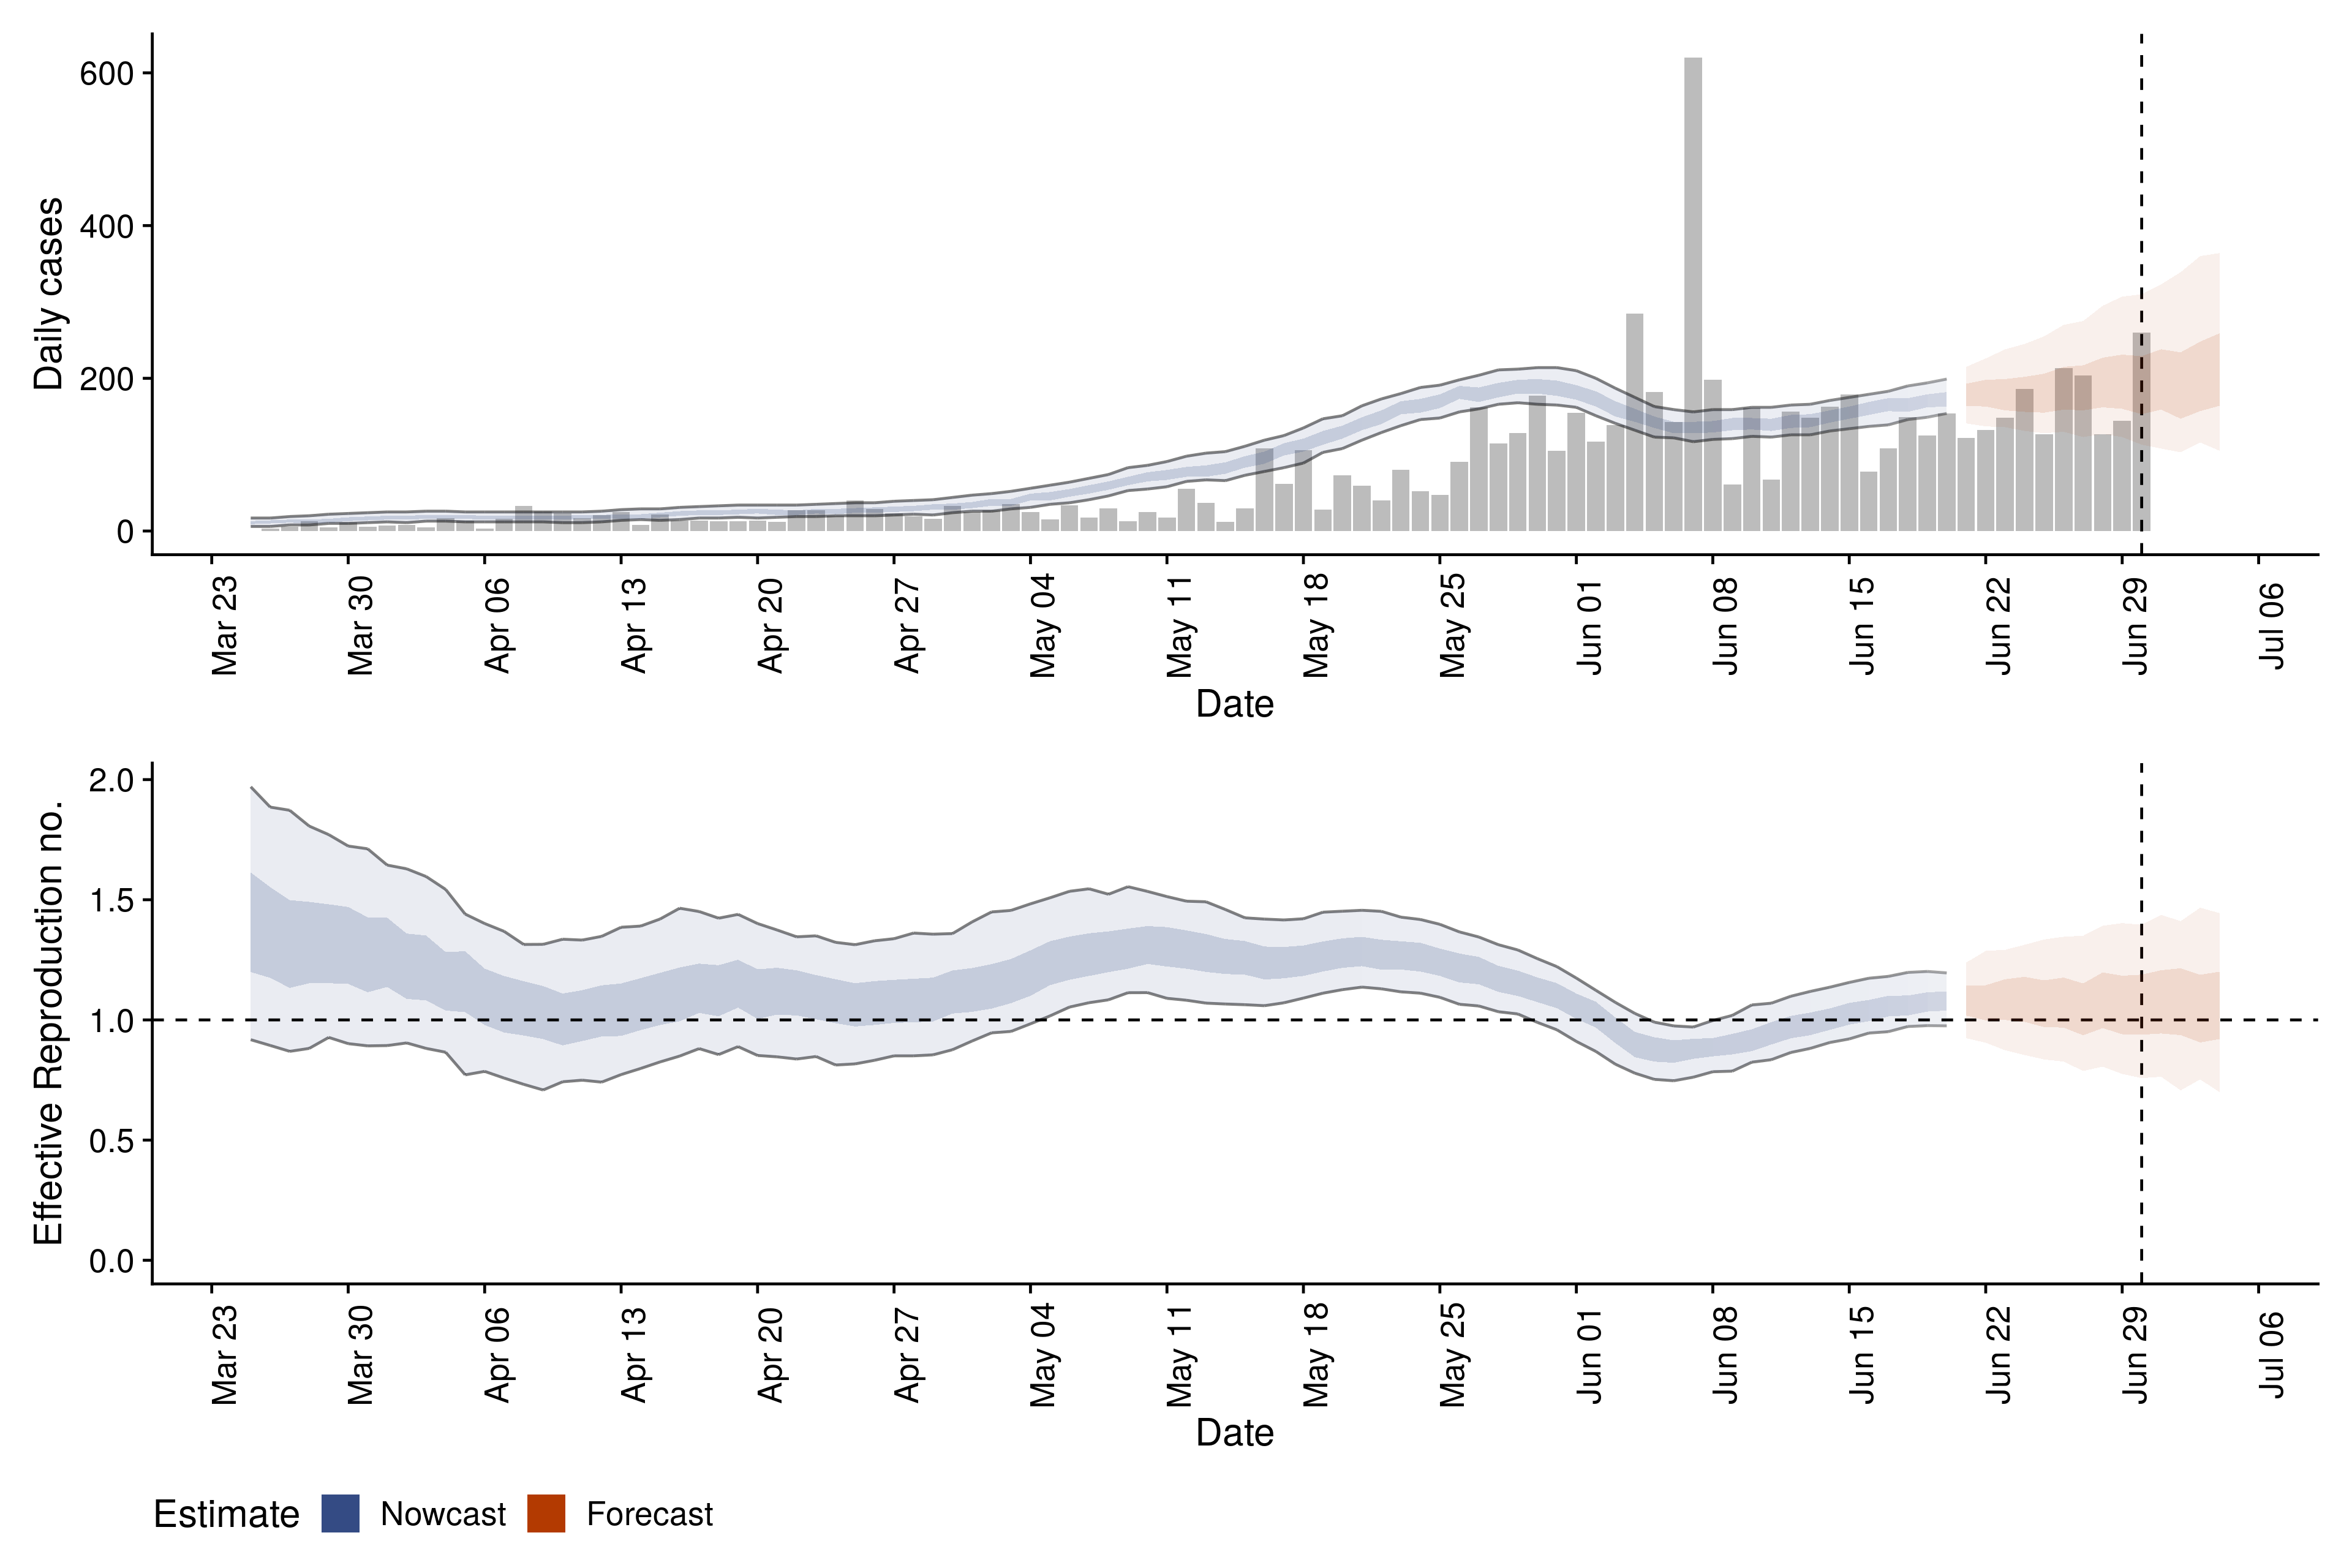 Daily cases
600
400
200
0
Mar 23
Mar 30
Apr 06
Apr 13
Apr 20
Apr 27
May 04
May 11
May 18
May 25
Jun 01
Jun 08
Jun 15
Jun 22
Jun 29
Jul 06
Date
Effective Reproduction no.
2.0
1.5
1.0
0.5
0.0
Mar 23
Mar 30
Apr 06
Apr 13
Apr 20
Apr 27
May 04
May 11
May 18
May 25
Jun 01
Jun 08
Jun 15
Jun 22
Jun 29
Jul 06
Date
Estimate Nowcast Forecast